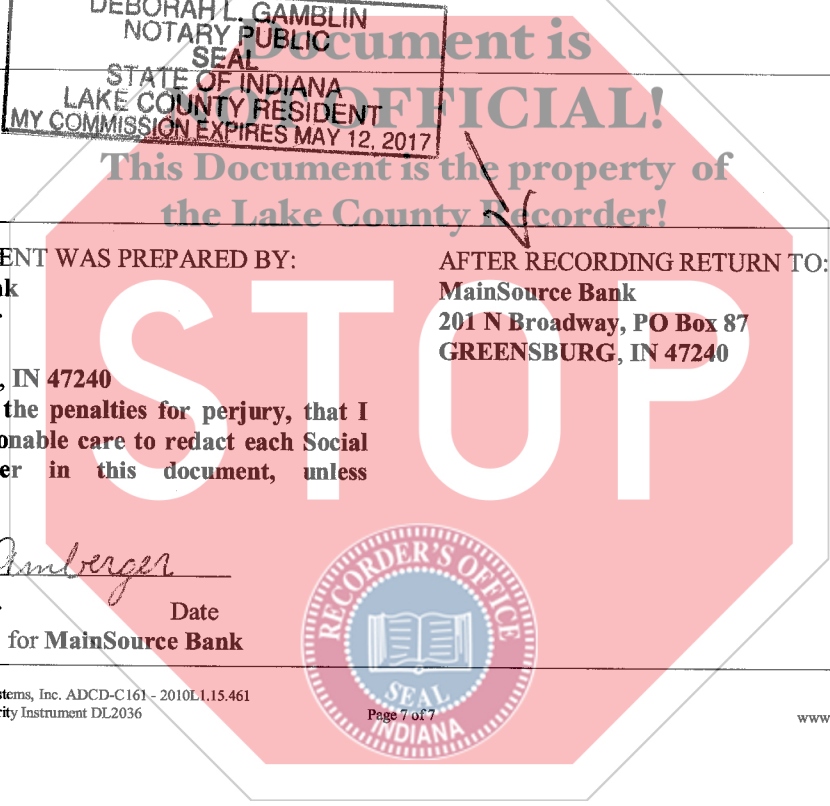 DEBORAH L. GAMBLIN
NOTARY PUBLIC
SEAL
STATE OF INDIANA
LAKE COUNTY RESIDENT
MY COMMISSION EXPIRES MAY 12, 2017
Document is
NOT OFFICIAL!
This Document is the property of
the Lake County Recorder!
ENT WAS PREPARED BY:
nk
, IN 47240
the penalties for perjury, that I
onable care to redact each Social
er in this document, unless
AFTER RECORDING RETURN TO:
MainSource Bank
201 N Broadway, PO Box 87
GREENSBURG, IN 47240
STOP
amberger
Date
for MainSource Bank
RECORDER'S OFFICE
SEAL
INDIANA
stems, Inc. ADCD-C161 - 2010L1.15.461
rity Instrument DL2036
Page 7 of 7
www